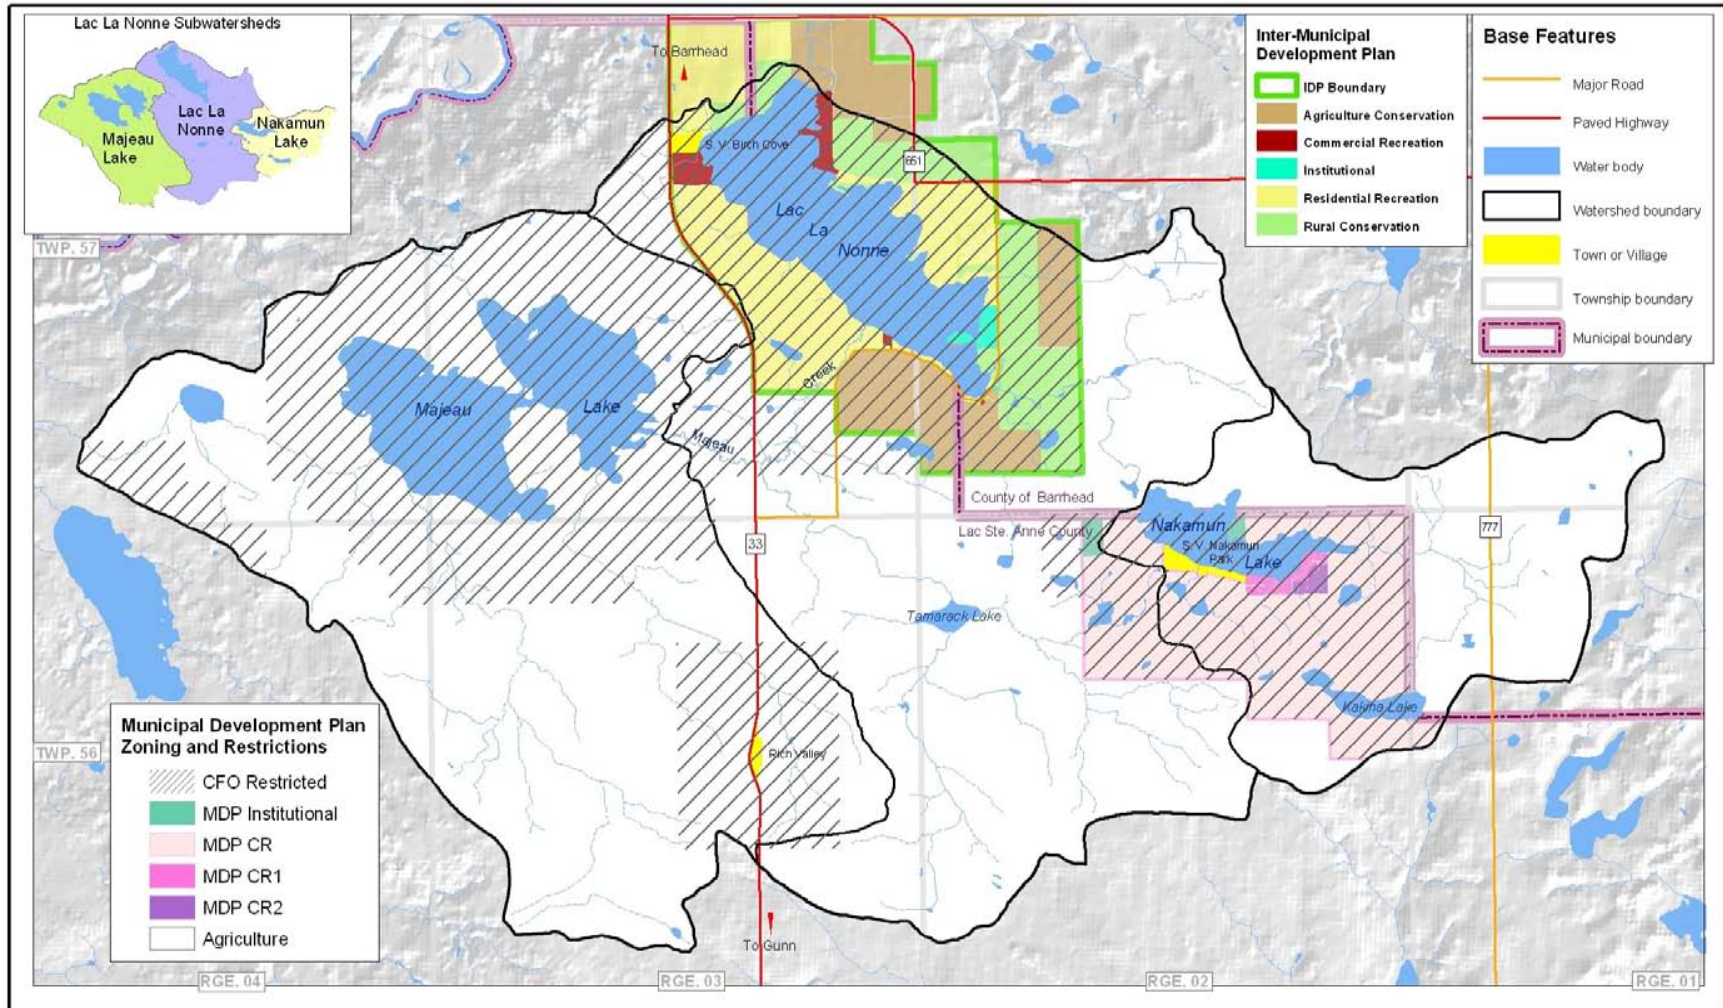 Lac La Nonne Subwatersheds
Lac La
Nonne
Majeau
Lake
Nakamun
Lake
To Barrhead
Inter-Municipal
Development Plan
IDP Boundary
Agriculture Conservation
Commercial Recreation
Institutional
Residential Recreation
Rural Conservation
Base Features
Major Road
Paved Highway
Water body
Watershed boundary
Town or Village
Township boundary
Municipal boundary
S. V. Birch Cove
651
Lac
La
Nonne
TWP. 57
Creek
Majeau
Lake
Majeau
County of Barrhead
Lac Ste. Anne County
33
777
Nakamun
S. V. Nakamun
Park
Lake
Tamarack Lake
Kakina Lake
Rich Valley
TWP. 56
Municipal Development Plan
Zoning and Restrictions
CFO Restricted
MDP Institutional
MDP CR
MDP CR1
MDP CR2
Agriculture
To Gunn
RGE. 04
RGE. 03
RGE. 02
RGE. 01